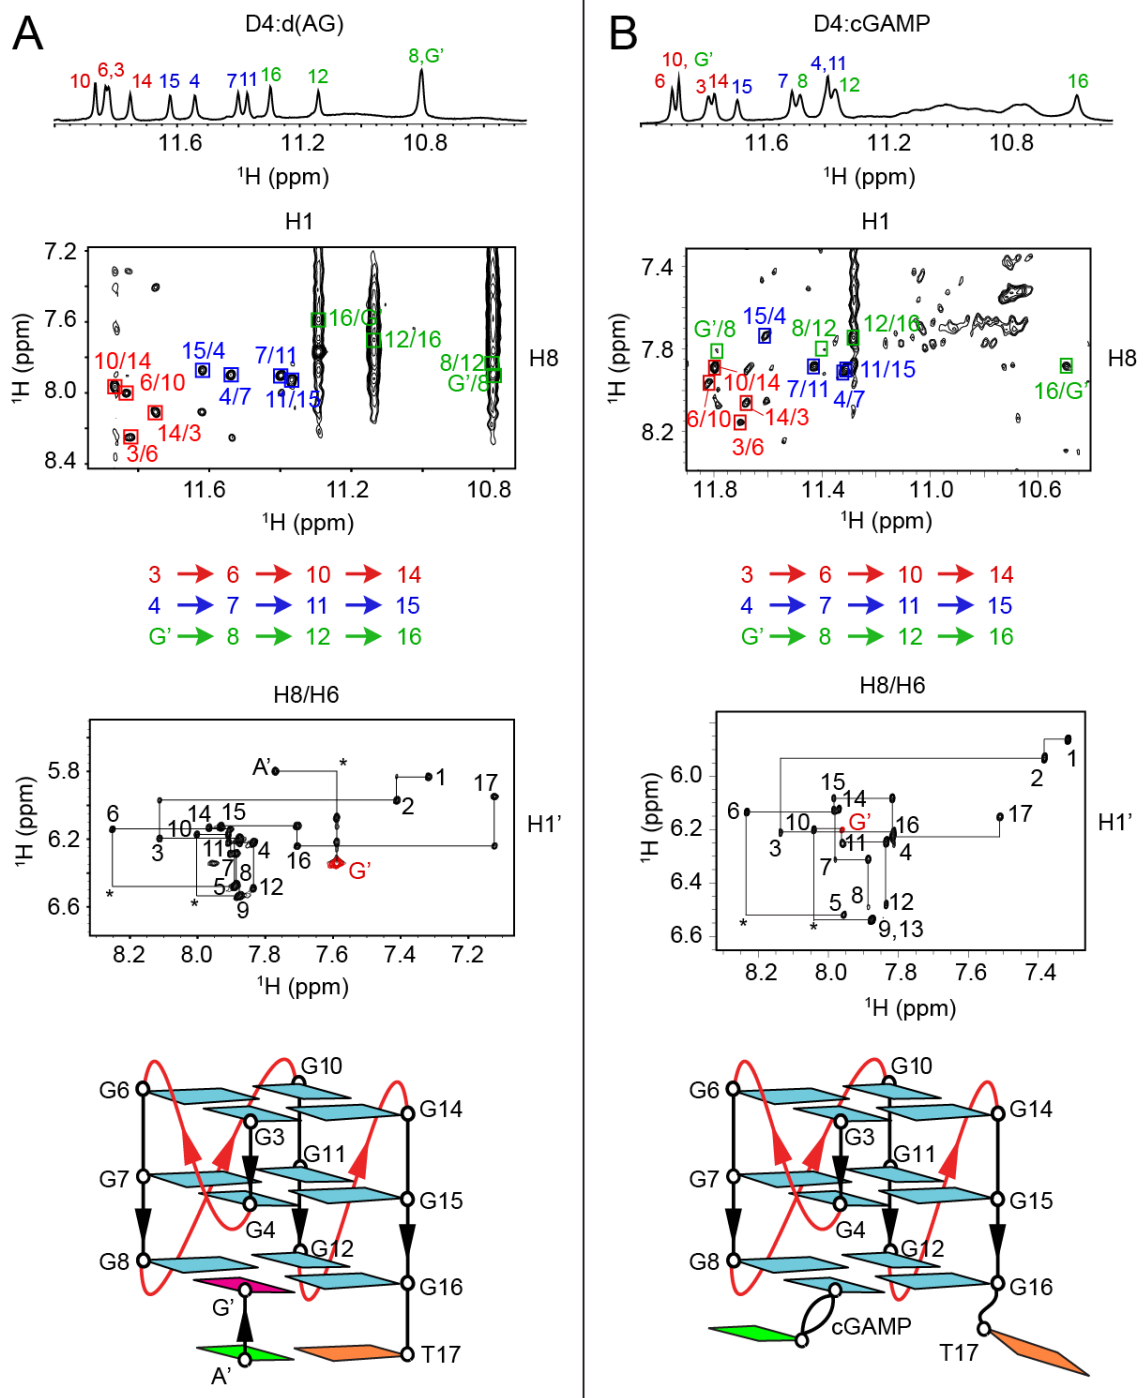 A
D4:d(AG)
10
6,3
14
15
4
7
11
16
12
8,G’
11.6
11.2
10.8
¹H (ppm)
H1
7.2
7.6
8.0
8.4
¹H (ppm)
H8
16/G’
12/16
8/12
G’/8
15/4
4/7
7/11
11/15
10/14
6/10
14/3
3/6
11.6
11.2
10.8
¹H (ppm)
3 6 10 14
4 7 11 15
G’ 8 12 16
H8/H6
5.8
6.2
6.6
¹H (ppm)
H1’
A’
*
1
2
17
6
14
15
10
3
11
4
16
G’
7
8
5
12
9
*
*
8.2
8.0
7.8
7.6
7.4
7.2
¹H (ppm)
G6
G10
G14
G3
G7
G11
G15
G4
G8
G12
G16
G’
A’
T17
B
D4:cGAMP
6
10,
G’
3
14
15
7
8
4,11
12
16
11.6
11.2
10.8
¹H (ppm)
H1
7.4
7.8
8.2
¹H (ppm)
H8
15/4
G’/8
8/12
12/16
10/14
7/11
11/15
4/7
16/G’
6/10
14/3
3/6
11.8
11.4
11.0
10.6
¹H (ppm)
3 6 10 14
4 7 11 15
G’ 8 12 16
H8/H6
6.0
6.2
6.4
6.6
¹H (ppm)
H1’
1
2
15
14
6
10
G’
16
17
3
11
4
7
8
5
12
9,13
*
*
8.2
8.0
7.8
7.6
7.4
¹H (ppm)
G6
G10
G14
G3
G7
G11
G15
G4
G8
G12
G16
cGAMP
T17